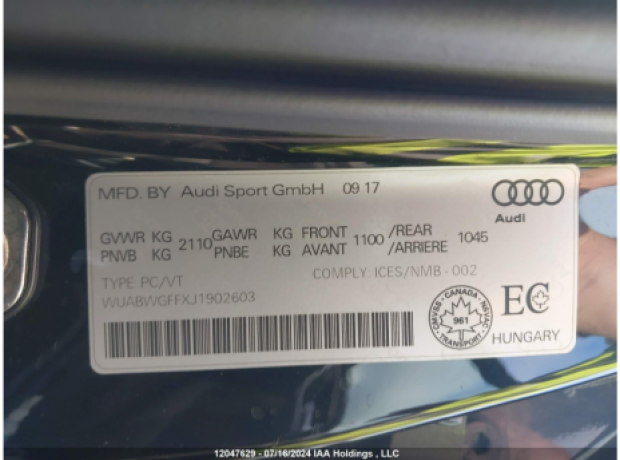 MFD. BY Audi Sport GmbH 09 17
Audi
GVWR KG 2110 GAWR KG FRONT 1100 /REAR 1045
PNVB KG PNBE KG AVANT /ARRIERE
TYPE PC/VT COMPLY ICES/NMB-002
WUABWGFFXJ1902603
CMVSS - CANADA - NSVAC
961
TRANSPORT
EC
HUNGARY
12047629 - 07/16/2024 IAA Holdings , LLC